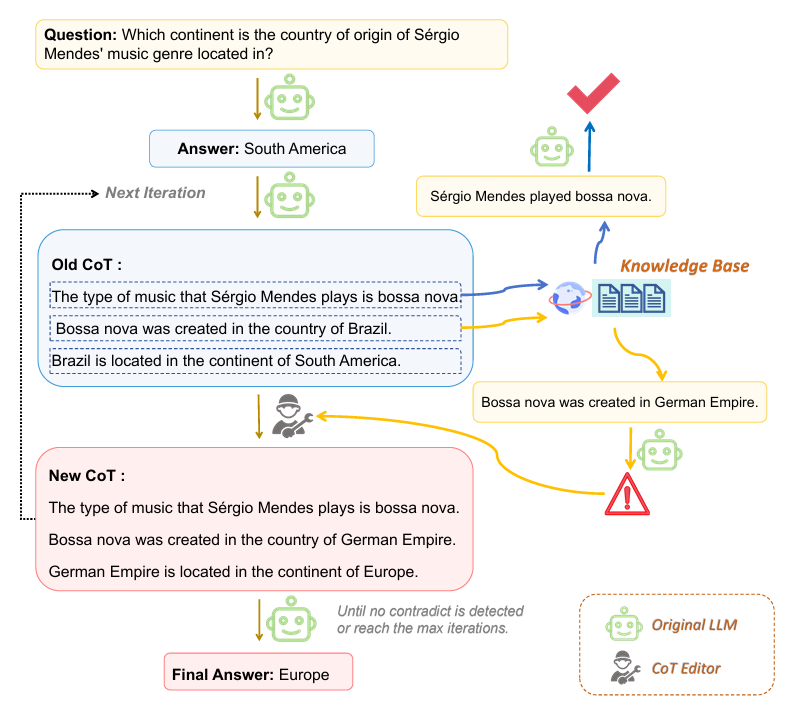 Question: Which continent is the country of origin of Sérgio
Mendes' music genre located in?
Answer: South America
Next Iteration
Sérgio Mendes played bossa nova.
Old CoT :
The type of music that Sérgio Mendes plays is bossa nova.
Bossa nova was created in the country of Brazil.
Brazil is located in the continent of South America.
Knowledge Base
Bossa nova was created in German Empire.
New CoT :
The type of music that Sérgio Mendes plays is bossa nova.
Bossa nova was created in the country of German Empire.
German Empire is located in the continent of Europe.
Until no contradict is detected
or reach the max iterations.
Final Answer: Europe
Original LLM
CoT Editor